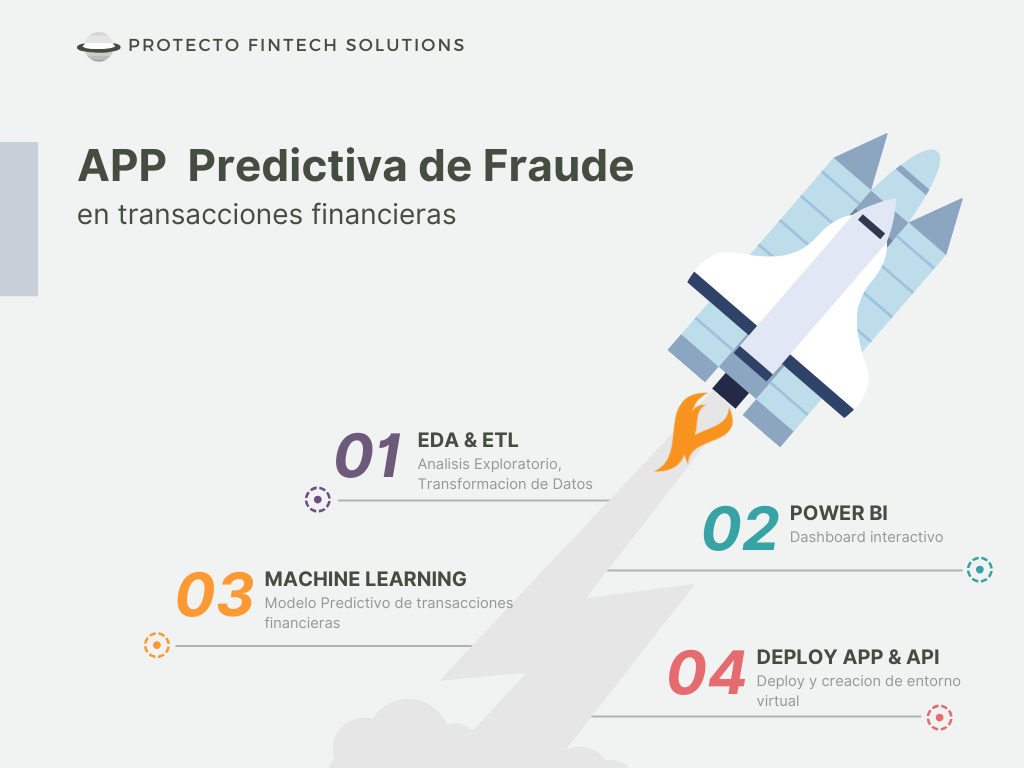 PROTECTO FINTECH SOLUTIONS
APP Predictiva de Fraude
en transacciones financieras
01
EDA & ETL
Analisis Exploratorio,
Transformacion de Datos
02
POWER BI
Dashboard interactivo
03
MACHINE LEARNING
Modelo Predictivo de transacciones
financieras
04
DEPLOY APP & API
Deploy y creacion de entorno
virtual